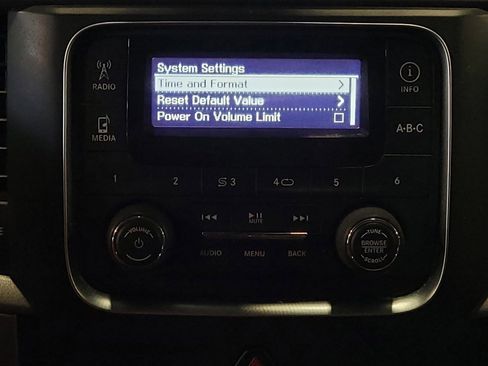 System Settings
Time and Format >
Reset Default Value >
Power On Volume Limit
RADIO
MEDIA
INFO
A·B·C
1 2 3 4 5 6
VOLUME
MUTE
AUDIO MENU BACK
TUNE
BROWSE
ENTER
SCROLL